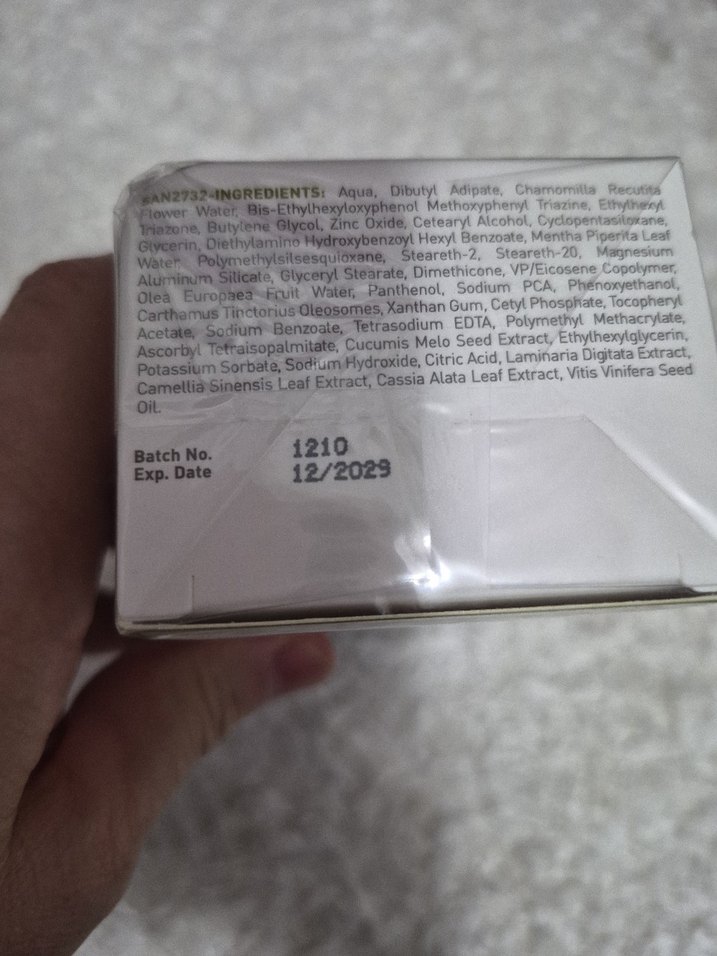 SAN2732-INGREDIENTS: Aqua, Dibutyl Adipate, Chamomilla Recutita
Flower Water, Bis-Ethylhexyloxyphenol Methoxyphenyl Triazine, Ethylhexyl
Triazone, Butylene Glycol, Zinc Oxide, Cetearyl Alcohol, Cyclopentasiloxane,
Glycerin, Diethylamino Hydroxybenzoyl Hexyl Benzoate, Mentha Piperita Leaf
Water, Polymethylsilsesquioxane, Steareth-2, Steareth-20, Magnesium
Aluminum Silicate, Glyceryl Stearate, Dimethicone, VP/Eicosene Copolymer,
Olea Europaea Fruit Water, Panthenol, Sodium PCA, Phenoxyethanol,
Carthamus Tinctorius Oleosomes, Xanthan Gum, Cetyl Phosphate, Tocopheryl
Acetate, Sodium Benzoate, Tetrasodium EDTA, Polymethyl Methacrylate,
Ascorbyl Tetraisopalmitate, Cucumis Melo Seed Extract, Ethylhexylglycerin,
Potassium Sorbate, Sodium Hydroxide, Citric Acid, Laminaria Digitata Extract,
Camellia Sinensis Leaf Extract, Cassia Alata Leaf Extract, Vitis Vinifera Seed
Oil.
Batch No. 1210
Exp. Date 12/2029